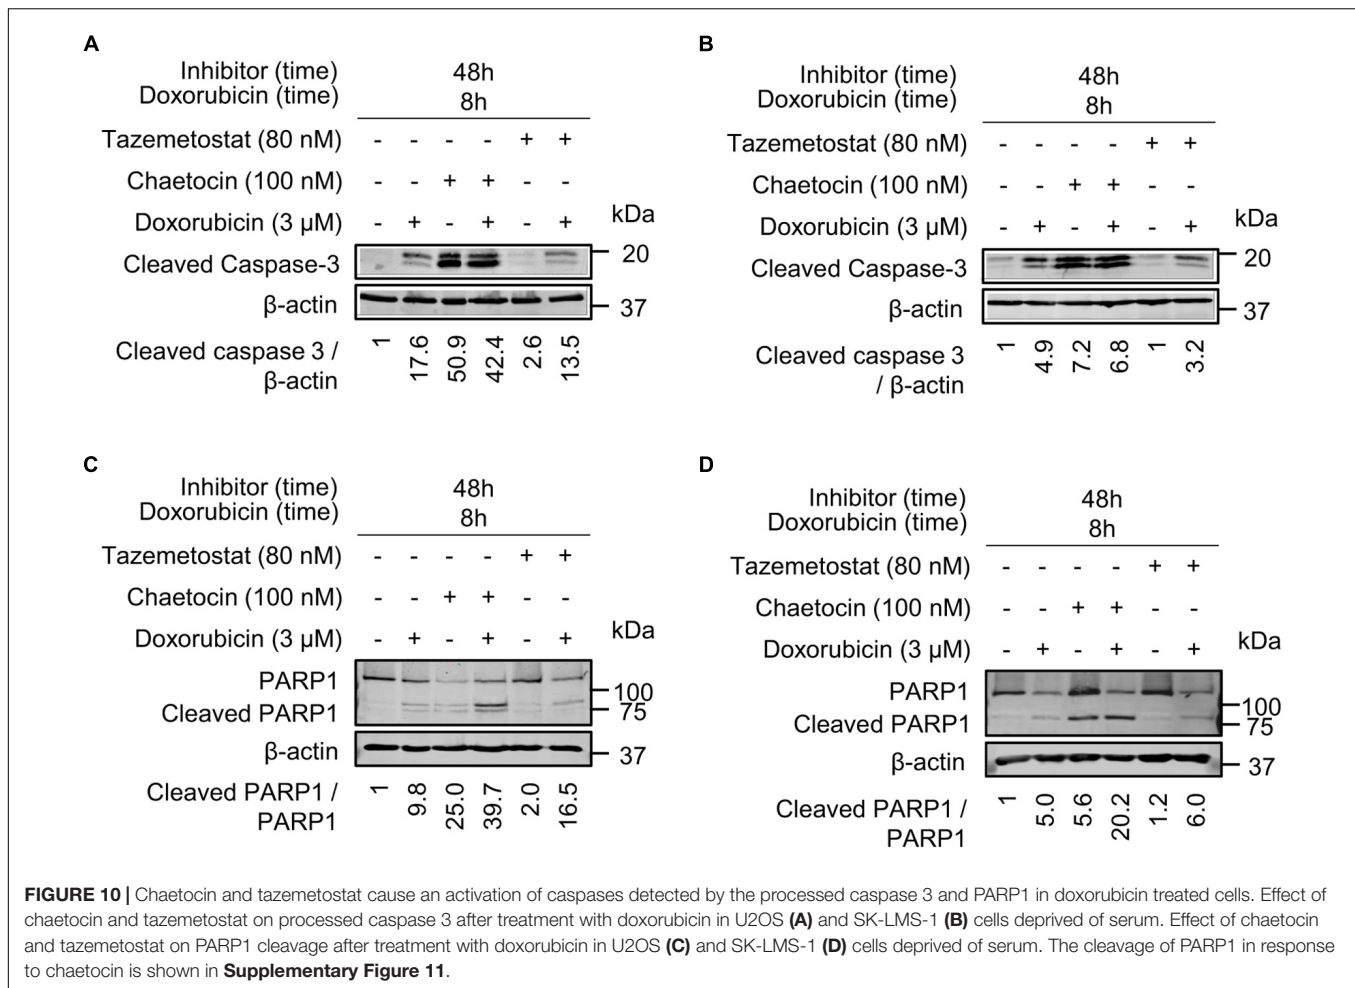 A
Inhibitor (time) 48h
Doxorubicin (time) 8h
Tazemetostat (80 nM) - - - - + +
Chaetocin (100 nM) - - + + - -
Doxorubicin (3 µM) - + - + - + kDa
Cleaved Caspase-3 20
β-actin 37
Cleaved caspase 3 / β-actin 1 17.6 50.9 42.4 2.6 13.5
B
Inhibitor (time) 48h
Doxorubicin (time) 8h
Tazemetostat (80 nM) - - - - + +
Chaetocin (100 nM) - - + + - -
Doxorubicin (3 µM) - + - + - + kDa
Cleaved Caspase-3 20
β-actin 37
Cleaved caspase 3 / β-actin 1 4.9 7.2 6.8 1 3.2
C
Inhibitor (time) 48h
Doxorubicin (time) 8h
Tazemetostat (80 nM) - - - - + +
Chaetocin (100 nM) - - + + - -
Doxorubicin (3 µM) - + - + - + kDa
PARP1 100
Cleaved PARP1 75
β-actin 37
Cleaved PARP1 / PARP1 1 9.8 25.0 39.7 2.0 16.5
D
Inhibitor (time) 48h
Doxorubicin (time) 8h
Tazemetostat (80 nM) - - - - + +
Chaetocin (100 nM) - - + + - -
Doxorubicin (3 µM) - + - + - + kDa
PARP1 100
Cleaved PARP1 75
β-actin 37
Cleaved PARP1 / PARP1 1 5.0 5.6 20.2 1.2 6.0
FIGURE 10 | Chaetocin and tazemetostat cause an activation of caspases detected by the processed caspase 3 and PARP1 in doxorubicin treated cells. Effect of
chaetocin and tazemetostat on processed caspase 3 after treatment with doxorubicin in U2OS (A) and SK-LMS-1 (B) cells deprived of serum. Effect of chaetocin
and tazemetostat on PARP1 cleavage after treatment with doxorubicin in U2OS (C) and SK-LMS-1 (D) cells deprived of serum. The cleavage of PARP1 in response
to chaetocin is shown in Supplementary Figure 11.